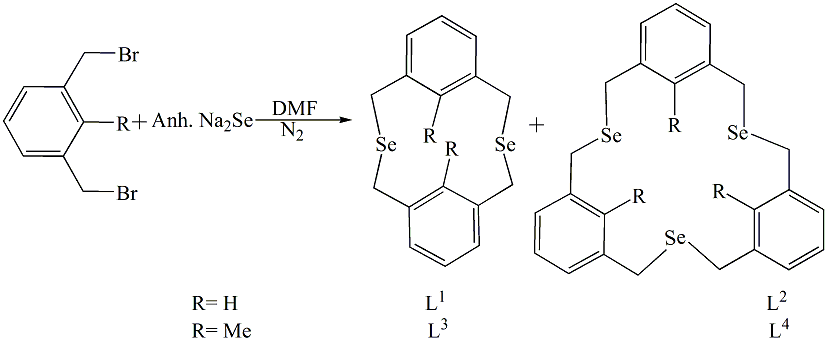 Br
R + Anh. Na2Se
DMF
N2
Br
Se
R
R
Se
+
Se
R
Se
R
R
Se
R= H
L1
L2
R= Me
L3
L4